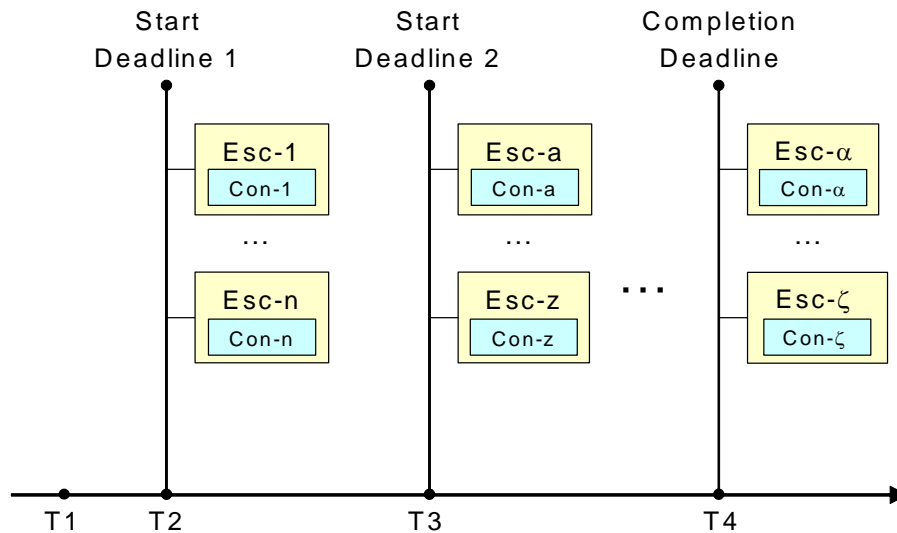 Start
Deadline 1
Start
Deadline 2
Completion
Deadline
Esc-1
Con-1
...
Esc-n
Con-n
Esc-a
Con-a
...
Esc-z
Con-z
...
Esc-α
Con-α
...
Esc-ζ
Con-ζ
T1
T2
T3
T4